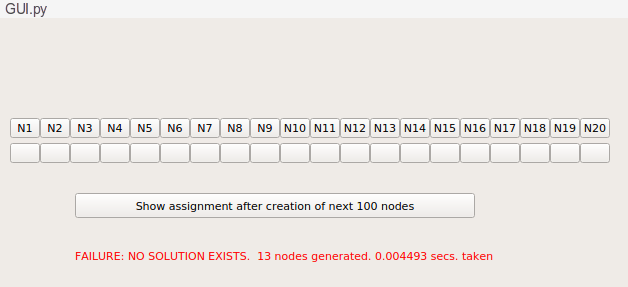 GUI.py
N1 N2 N3 N4 N5 N6 N7 N8 N9 N10 N11 N12 N13 N14 N15 N16 N17 N18 N19 N20
Show assignment after creation of next 100 nodes
FAILURE: NO SOLUTION EXISTS.  13 nodes generated. 0.004493 secs. taken